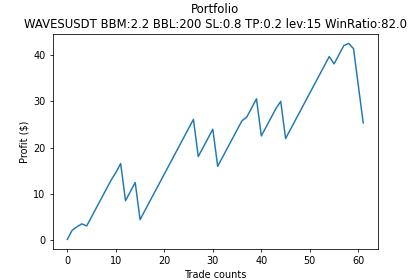 Portfolio
WAVESUSDT BBM:2.2 BBL:200 SL:0.8 TP:0.2 lev:15 WinRatio:82.0
40
30
20
10
0
Profit ($)
0 10 20 30 40 50 60
Trade counts